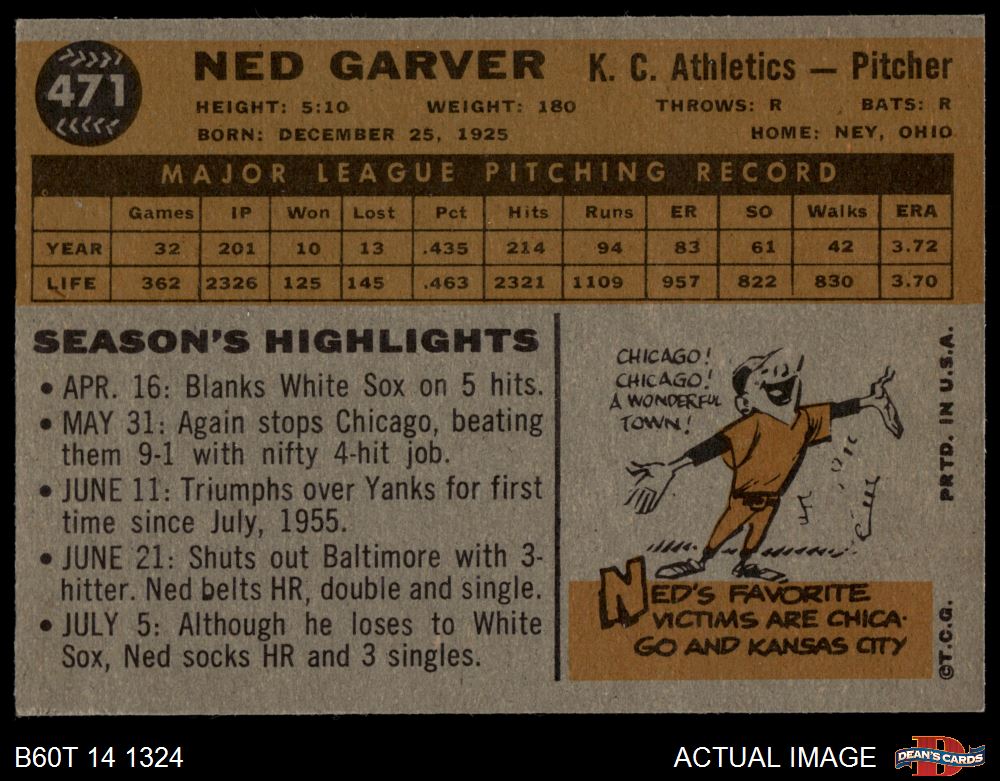 471
NED GARVER K. C. Athletics — Pitcher
HEIGHT: 5:10 WEIGHT: 180 THROWS: R BATS: R
BORN: DECEMBER 25, 1925 HOME: NEY, OHIO
MAJOR LEAGUE PITCHING RECORD
Games IP Won Lost Pct Hits Runs ER SO Walks ERA
YEAR 32 201 10 13 .435 214 94 83 61 42 3.72
LIFE 362 2326 125 145 .463 2321 1109 957 822 830 3.70
SEASON'S HIGHLIGHTS
• APR. 16: Blanks White Sox on 5 hits.
• MAY 31: Again stops Chicago, beating
them 9-1 with nifty 4-hit job.
• JUNE 11: Triumphs over Yanks for first
time since July, 1955.
• JUNE 21: Shuts out Baltimore with 3-
hitter. Ned belts HR, double and single.
• JULY 5: Although he loses to White
Sox, Ned socks HR and 3 singles.
CHICAGO!
CHICAGO!
A WONDERFUL
TOWN!
NED'S FAVORITE
VICTIMS ARE CHICA-
GO AND KANSAS CITY
PRTD. IN U.S.A.
©T.C.G.
B60T 14 1324 ACTUAL IMAGE
D
DEAN'S CARDS